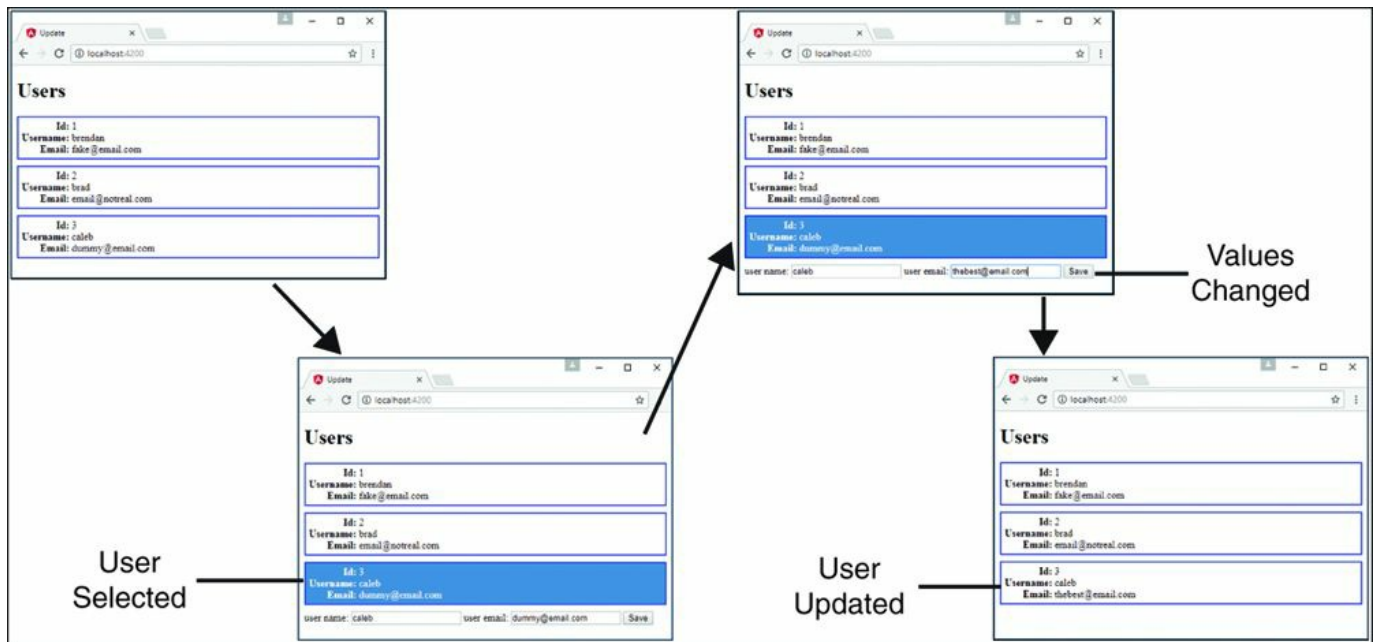 Update
localhost:4200
Users
Id: 1
Username: brendan
Email: fake@email.com
Id: 2
Username: brad
Email: email@notreal.com
Id: 3
Username: caleb
Email: dummy@email.com
Update
localhost:4200
Users
Id: 1
Username: brendan
Email: fake@email.com
Id: 2
Username: brad
Email: email@notreal.com
Id: 3
Username: caleb
Email: dummy@email.com
user name: caleb user email: dummy@email.com Save
User
Selected
Update
localhost:4200
Users
Id: 1
Username: brendan
Email: fake@email.com
Id: 2
Username: brad
Email: email@notreal.com
Id: 3
Username: caleb
Email: dummy@email.com
user name: caleb user email: thebest@email.com Save
Values
Changed
Update
localhost:4200
Users
Id: 1
Username: brendan
Email: fake@email.com
Id: 2
Username: brad
Email: email@notreal.com
Id: 3
Username: caleb
Email: thebest@email.com
User
Updated